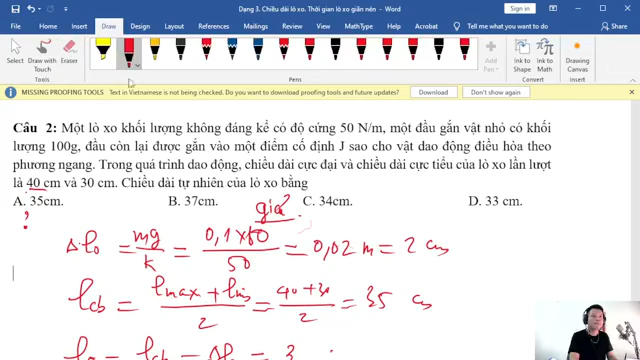 Dạng 3. Chiều dài lò xo. Thời gian lò xo giãn nén - Word
Sign in
File Home Insert Draw Design Layout References Mailings Review View MathType Help Tell me what you want to do Share
Select Draw with Touch Eraser
Ink to Shape Ink to Math
Tools Pens Convert
MISSING PROOFING TOOLS Text in Vietnamese is not being checked. Do you want to download proofing tools and future updates? Download Don't show again
Câu 2: Một lò xo khối lượng không đáng kể có độ cứng 50 N/m, một đầu gắn vật nhỏ có khối
lượng 100g, đầu còn lại được gắn vào một điểm cố định J sao cho vật dao động điều hòa theo
phương ngang. Trong quá trình dao động, chiều dài cực đại và chiều dài cực tiểu của lò xo lần lượt
là 40 cm và 30 cm. Chiều dài tự nhiên của lò xo bằng
A. 35cm. B. 37cm. C. 34cm. D. 33 cm.
?
giá?
Δl0 = mg/k = 0,1×10/50 = 0,02 m = 2 cm
lcb = lmax + lmin/2 = 40+30/2 = 35 cm
l0 = lcb - Δl0 = 3